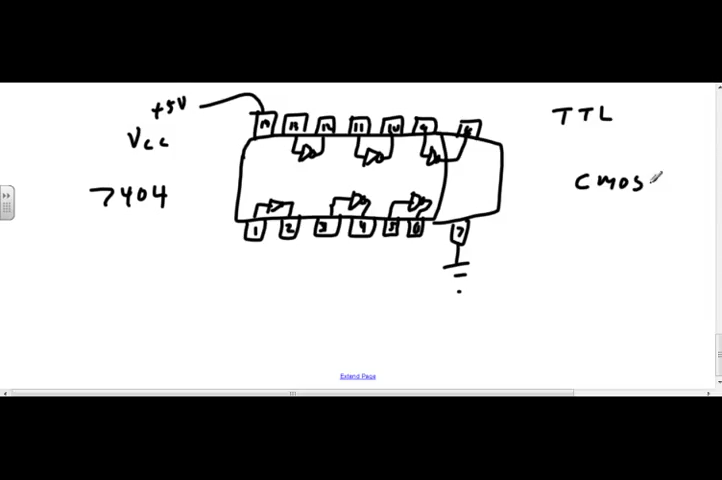 +5V
TTL
14 13 12 11 10 9 8
Vcc
CMOS
7404
1 2 3 4 5 6 7
Extend Page